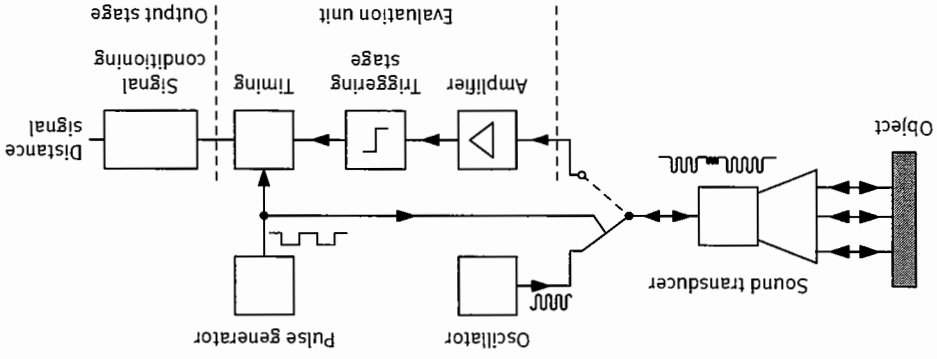 Oscillator
Pulse generator
Sound transducer
Object
Distance
signal
Amplifier
Triggering
stage
Timing
Signal
conditioning
Evaluation unit
Output stage